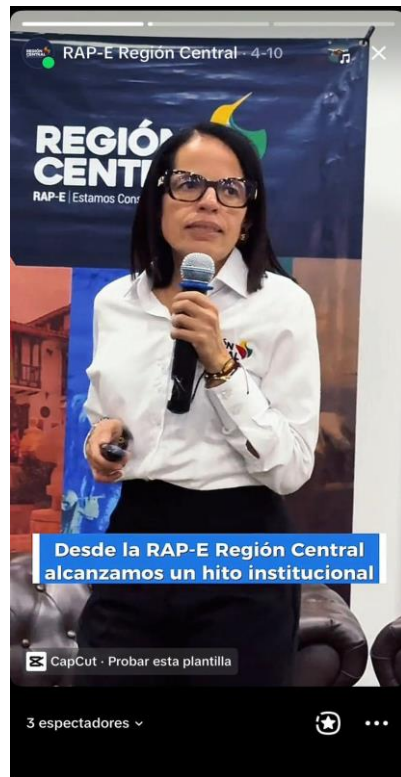 RAP-E Región Central · 4-10
REGIÓ
CENT
RAP-E | Estamos Cons
Desde la RAP-E Región Central
alcanzamos un hito institucional
CapCut · Probar esta plantilla
3 espectadores